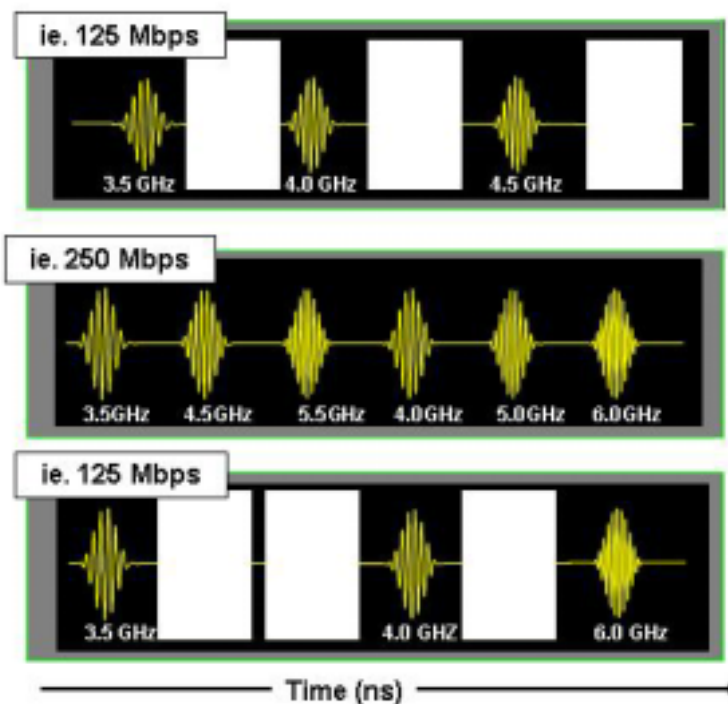 ie. 125 Mbps
3.5 GHz 4.0 GHz 4.5 GHz
ie. 250 Mbps
3.5GHz 4.5GHz 5.5GHz 4.0GHz 5.0GHz 6.0GHz
ie. 125 Mbps
3.5 GHz 4.0 GHZ 6.0 GHz
Time (ns)